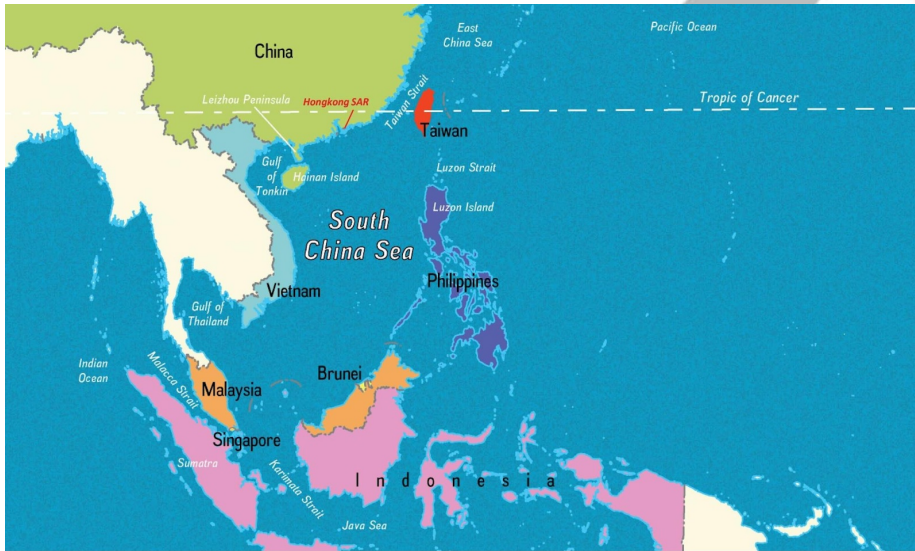 East
China Sea
Pacific Ocean
China
Leizhou Peninsula
Hongkong SAR
Taiwan Strait
Tropic of Cancer
Taiwan
Gulf
of
Tonkin
Hainan Island
Luzon Strait
Luzon Island
South
China Sea
Philippines
Vietnam
Gulf of
Thailand
Indian
Ocean
Malacca Strait
Malaysia
Brunei
Singapore
Sumatra
Karimata Strait
Indonesia
Java Sea